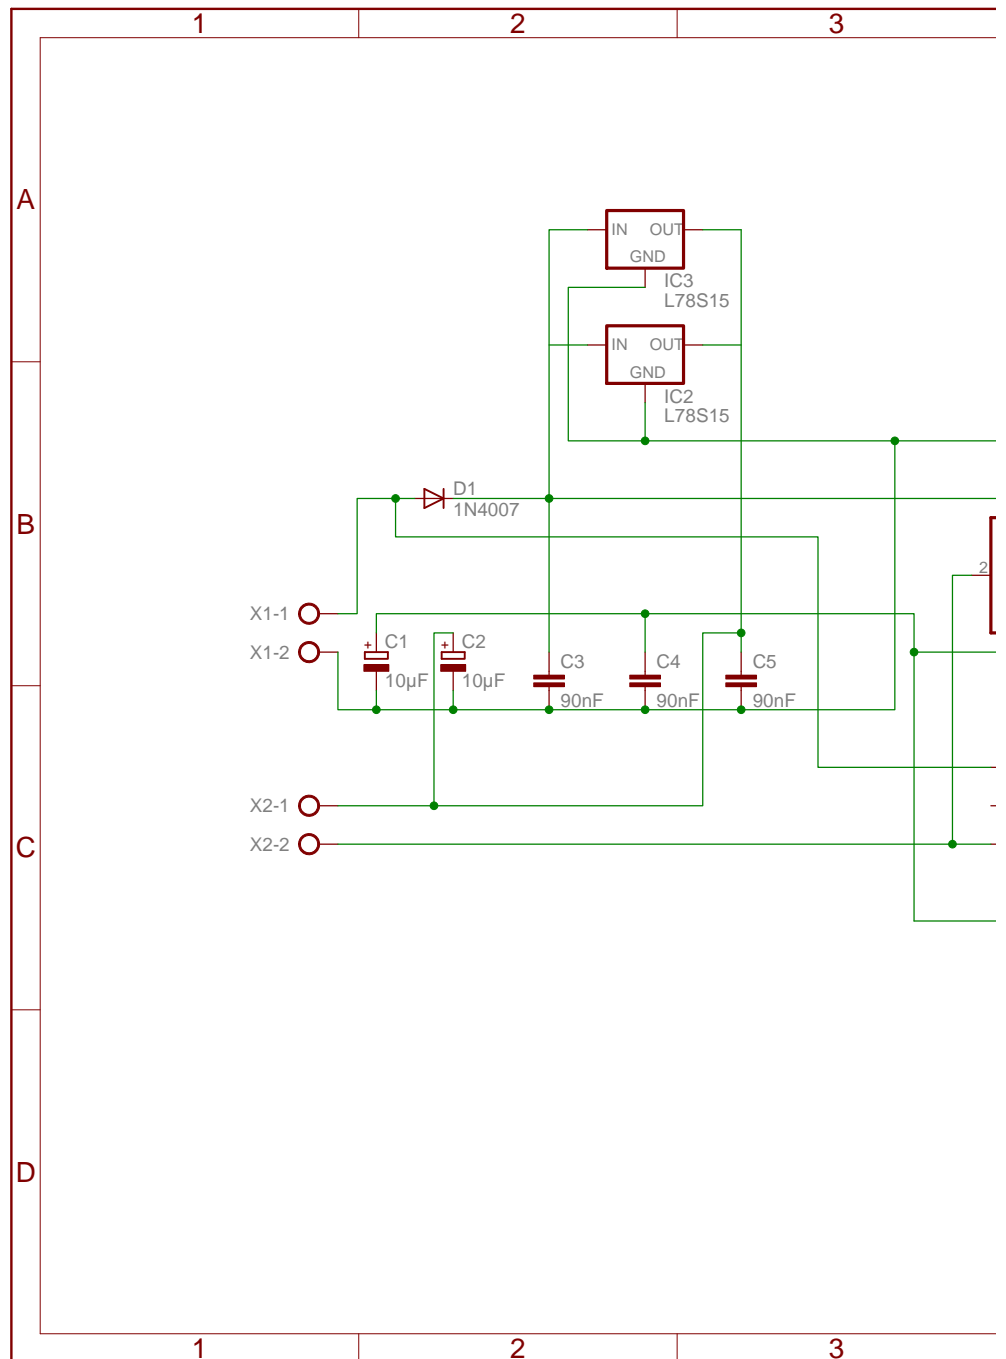 1 2 3
A
IN OUT
GND
IC3
L78S15
IN OUT
GND
IC2
L78S15
D1
1N4007
B
2
X1-1
X1-2
+ C1
10µF
+ C2
10µF
C3
90nF
C4
90nF
C5
90nF
X2-1
X2-2
C
D
1 2 3